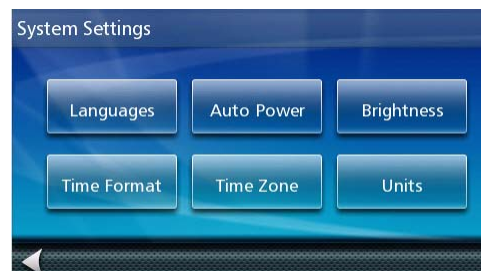 System Settings
Languages Auto Power Brightness
Time Format Time Zone Units